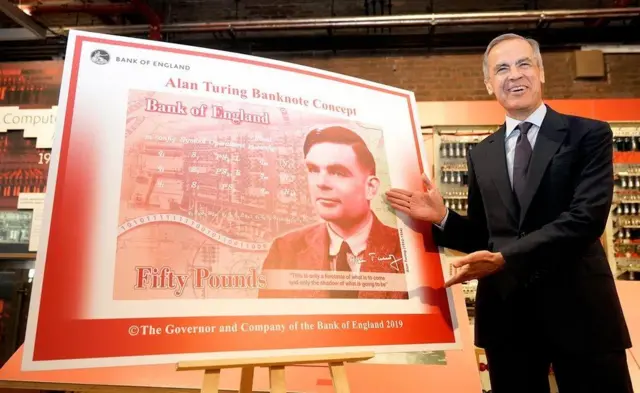 BANK OF ENGLAND
Alan Turing Banknote Concept
Bank of England
Fifty Pounds
"This is only a foretaste of what is to come
and only the shadow of what is going to be"
©The Governor and Company of the Bank of England 2019
Compute